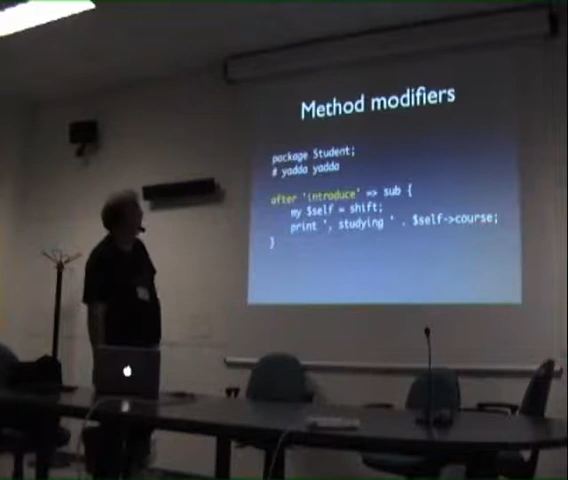 Method modifiers
package Student;
# yadda yadda
after 'introduce' => sub {
my $self = shift;
print ', studying ' . $self->course;
}